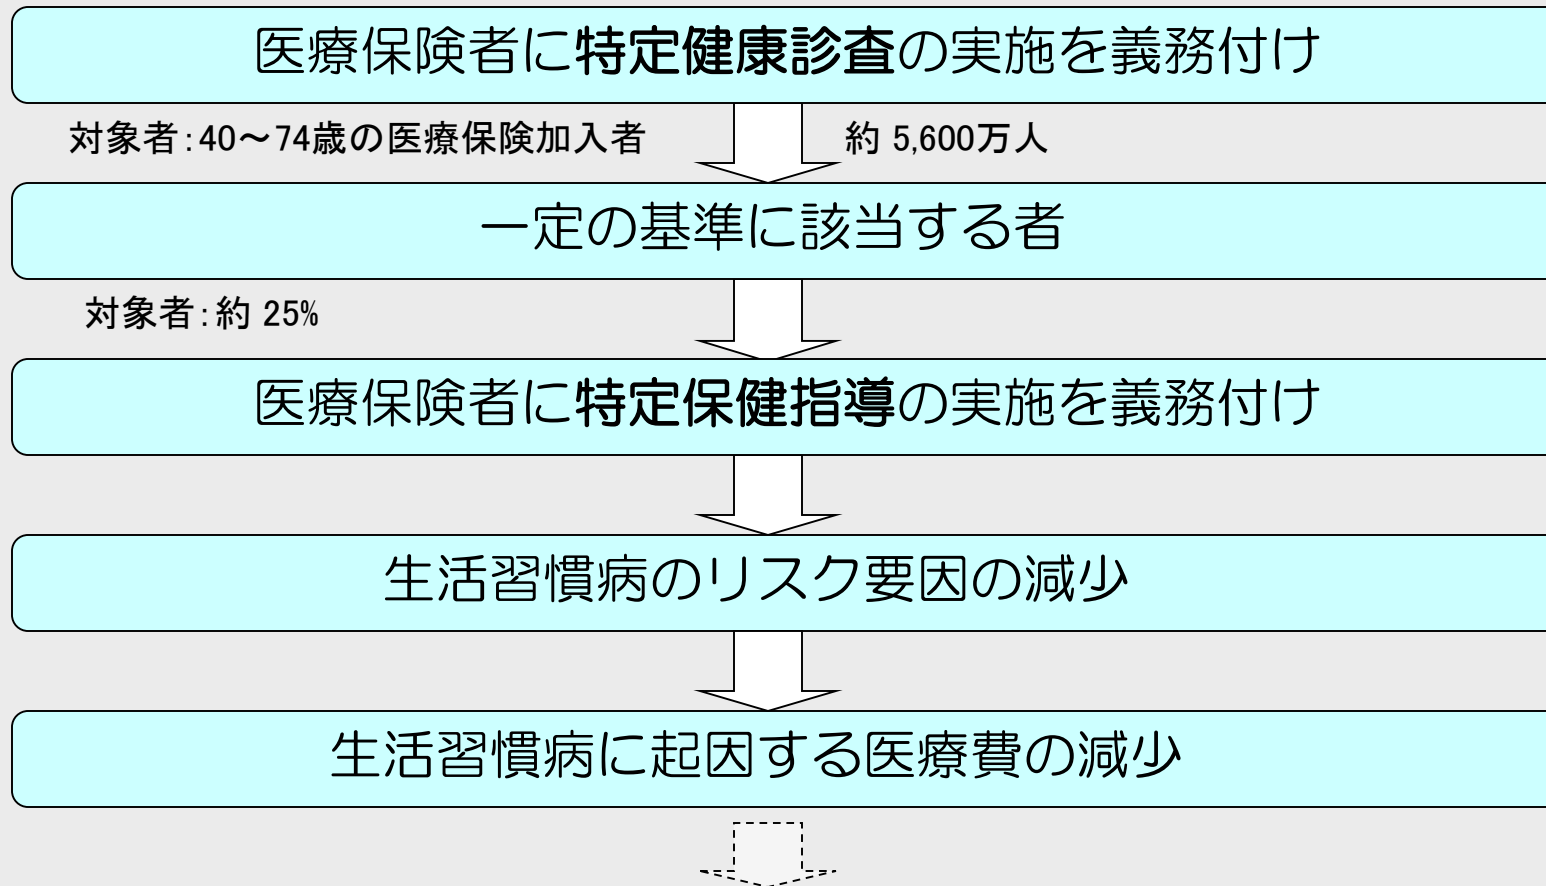 医療保険者に特定健康診査の実施を義務付け
対象者:40～74歳の医療保険加入者 約 5,600万人
一定の基準に該当する者
対象者:約 25%
医療保険者に特定保健指導の実施を義務付け
生活習慣病のリスク要因の減少
生活習慣病に起因する医療費の減少